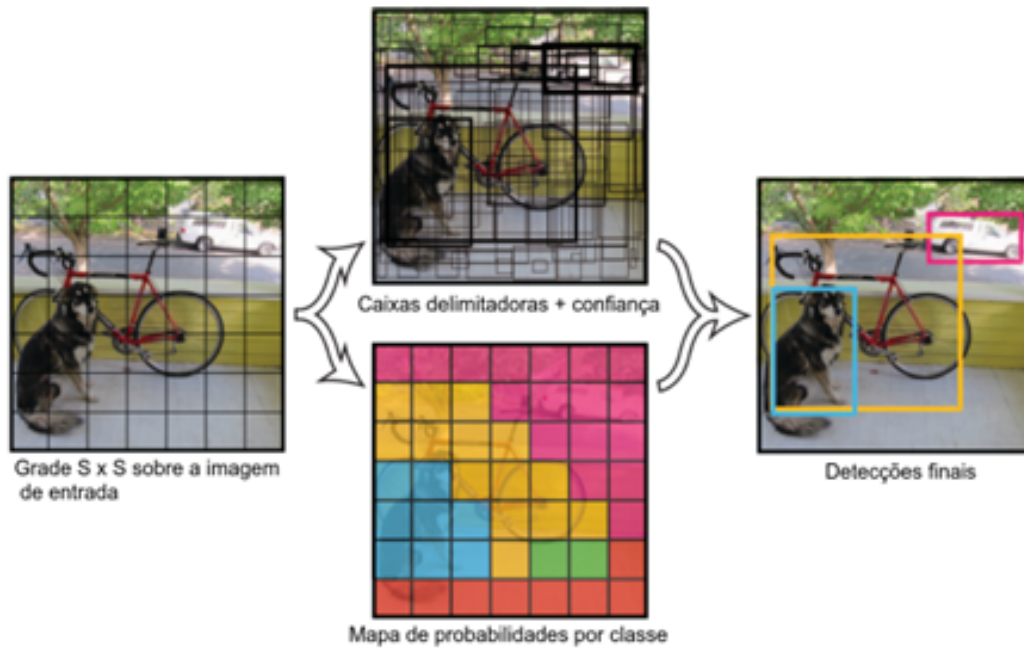 Caixas delimitadoras + confiança
Grade S x S sobre a imagem
de entrada
Detecções finais
Mapa de probabilidades por classe